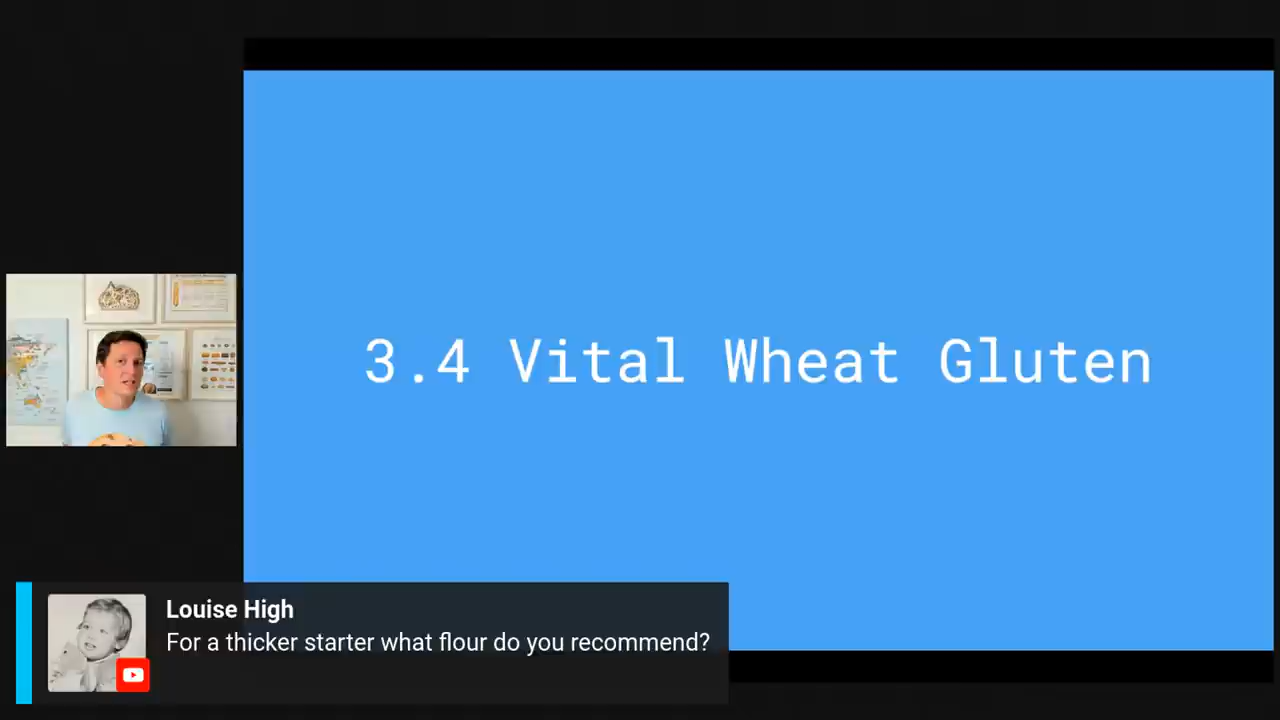 3.4 Vital Wheat Gluten
Louise High
For a thicker starter what flour do you recommend?